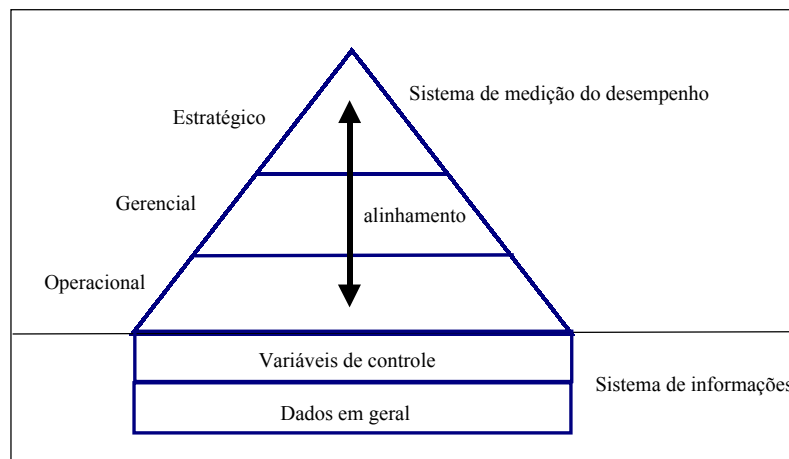 Sistema de medição do desempenho
Estratégico
Gerencial
alinhamento
Operacional
Variáveis de controle
Sistema de informações
Dados em geral